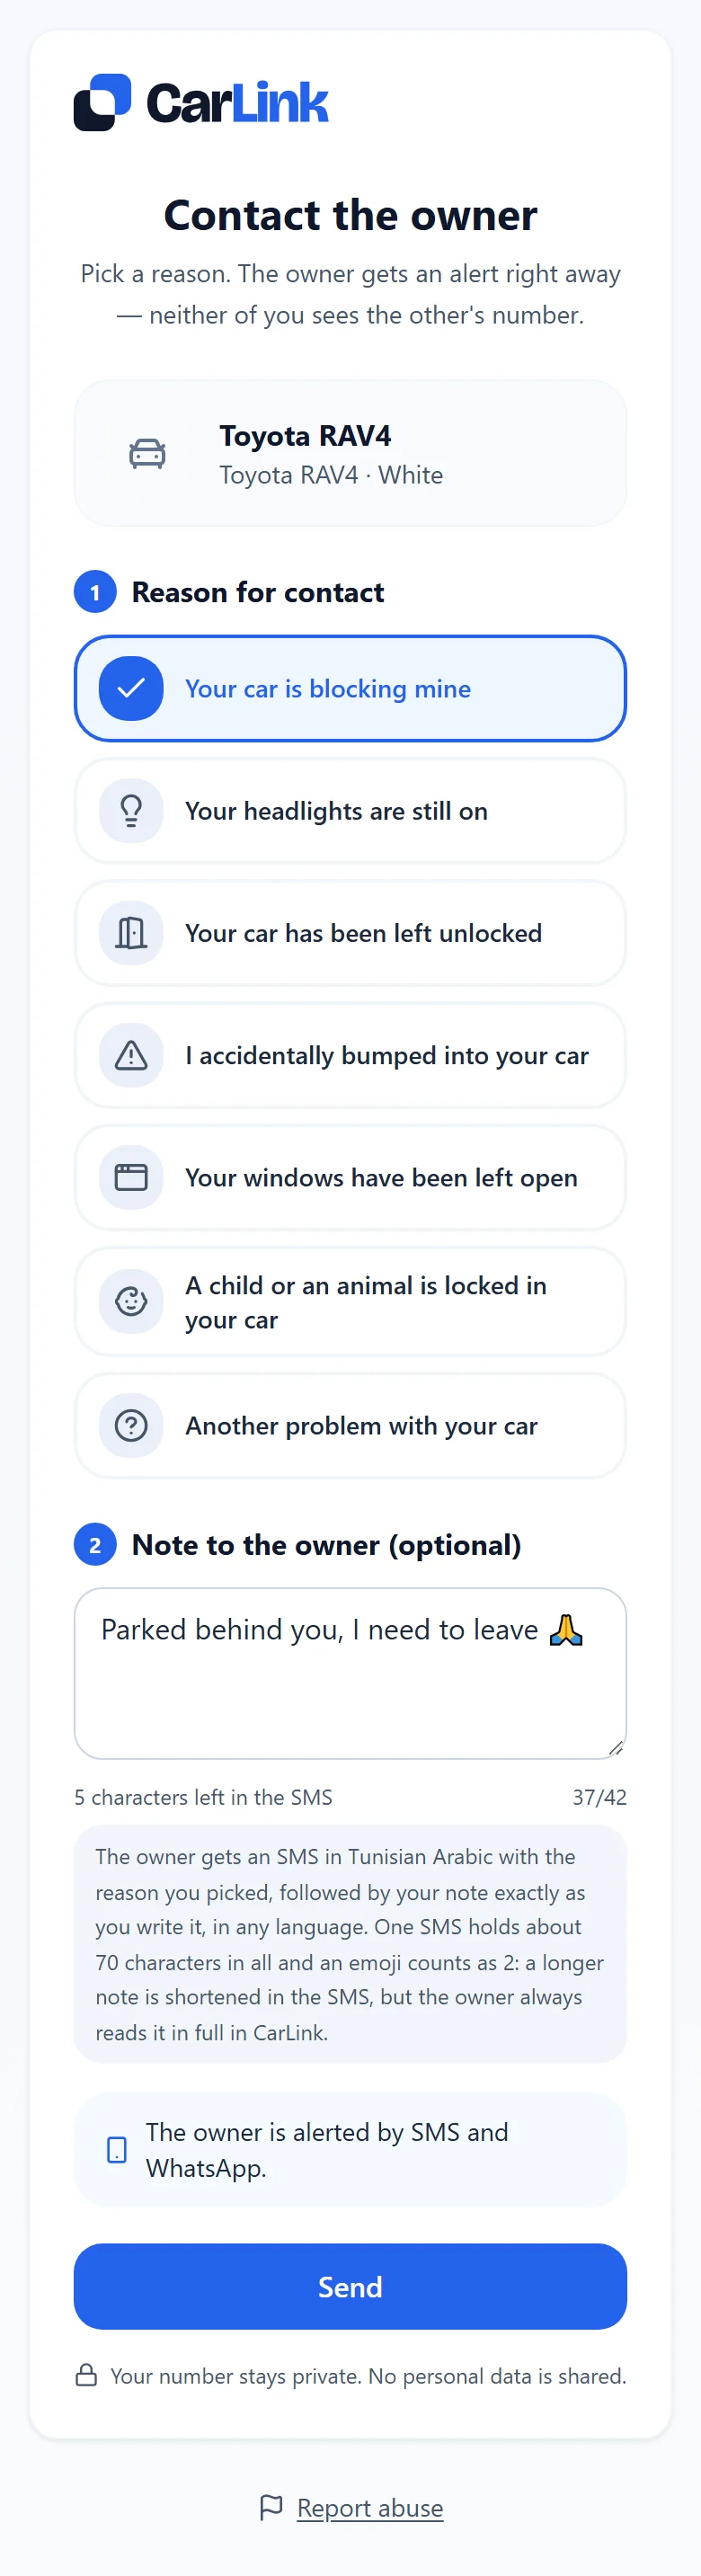 CarLink
Contact the owner
Pick a reason. The owner gets an alert right away
— neither of you sees the other's number.
Toyota RAV4
Toyota RAV4 · White
1 Reason for contact
Your car is blocking mine
Your headlights are still on
Your car has been left unlocked
I accidentally bumped into your car
Your windows have been left open
A child or an animal is locked in
your car
Another problem with your car
2 Note to the owner (optional)
Parked behind you, I need to leave 🙏
5 characters left in the SMS 37/42
The owner gets an SMS in Tunisian Arabic with the
reason you picked, followed by your note exactly as
you write it, in any language. One SMS holds about
70 characters in all and an emoji counts as 2: a longer
note is shortened in the SMS, but the owner always
reads it in full in CarLink.
The owner is alerted by SMS and
WhatsApp.
Send
Your number stays private. No personal data is shared.
Report abuse